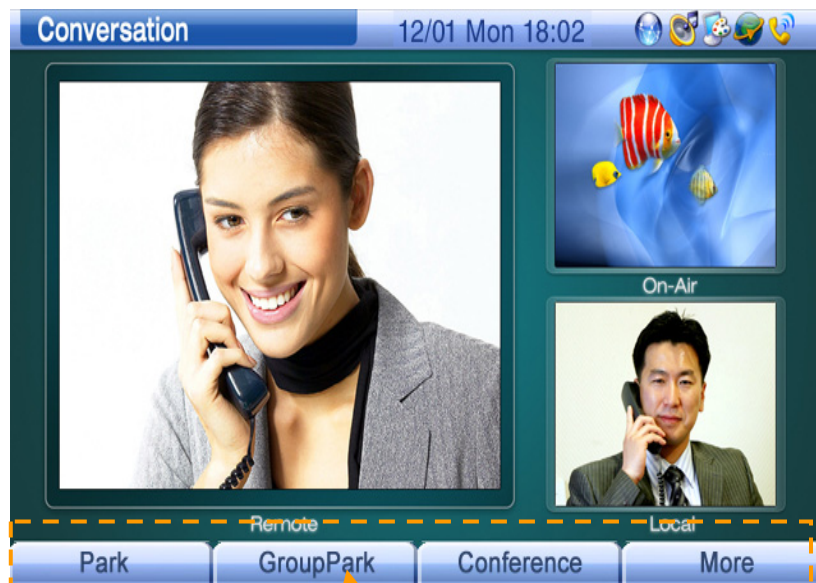 Conversation 12/01 Mon 18:02
On-Air
Remote Local
Park GroupPark Conference More